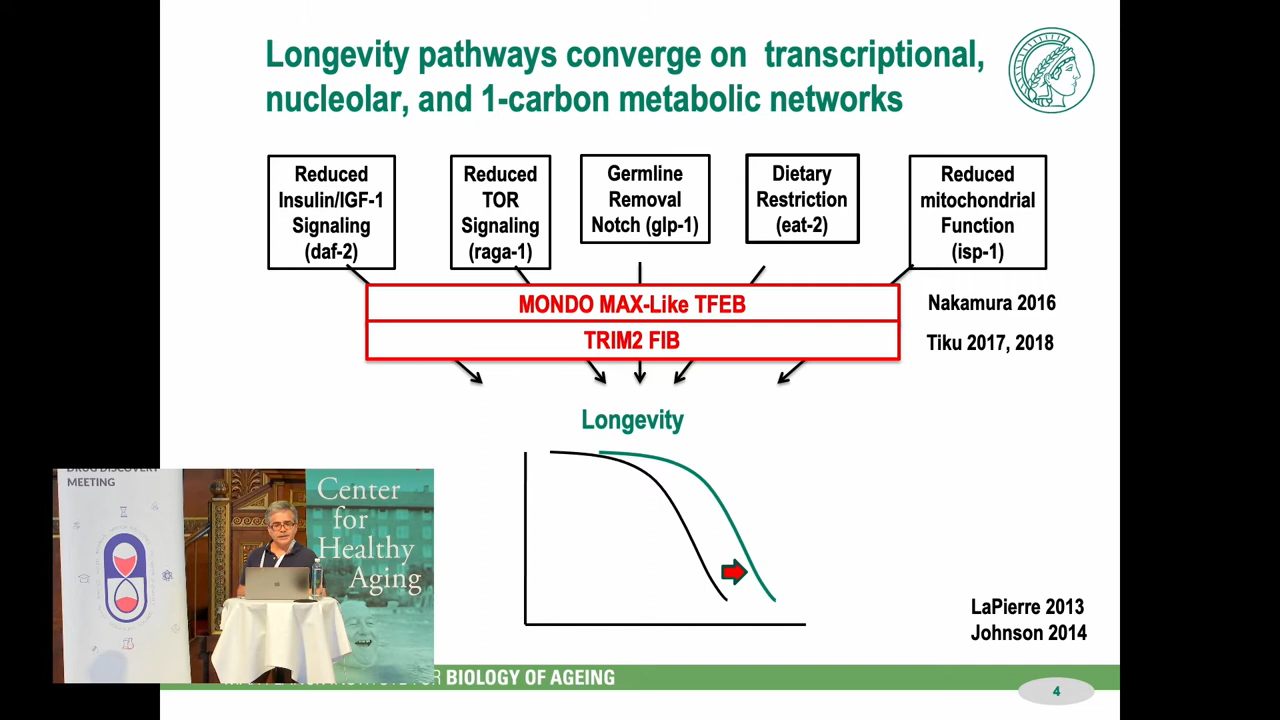 Longevity pathways converge on transcriptional,
nucleolar, and 1-carbon metabolic networks
Reduced
Insulin/IGF-1
Signaling
(daf-2)
Reduced
TOR
Signaling
(raga-1)
Germline
Removal
Notch (glp-1)
Dietary
Restriction
(eat-2)
Reduced
mitochondrial
Function
(isp-1)
MONDO MAX-Like TFEB
Nakamura 2016
TRIM2 FIB
Tiku 2017, 2018
Longevity
LaPierre 2013
Johnson 2014
DRUG DISCOVERY
MEETING
Center
for
Healthy
Aging
BIOLOGY OF AGEING
4